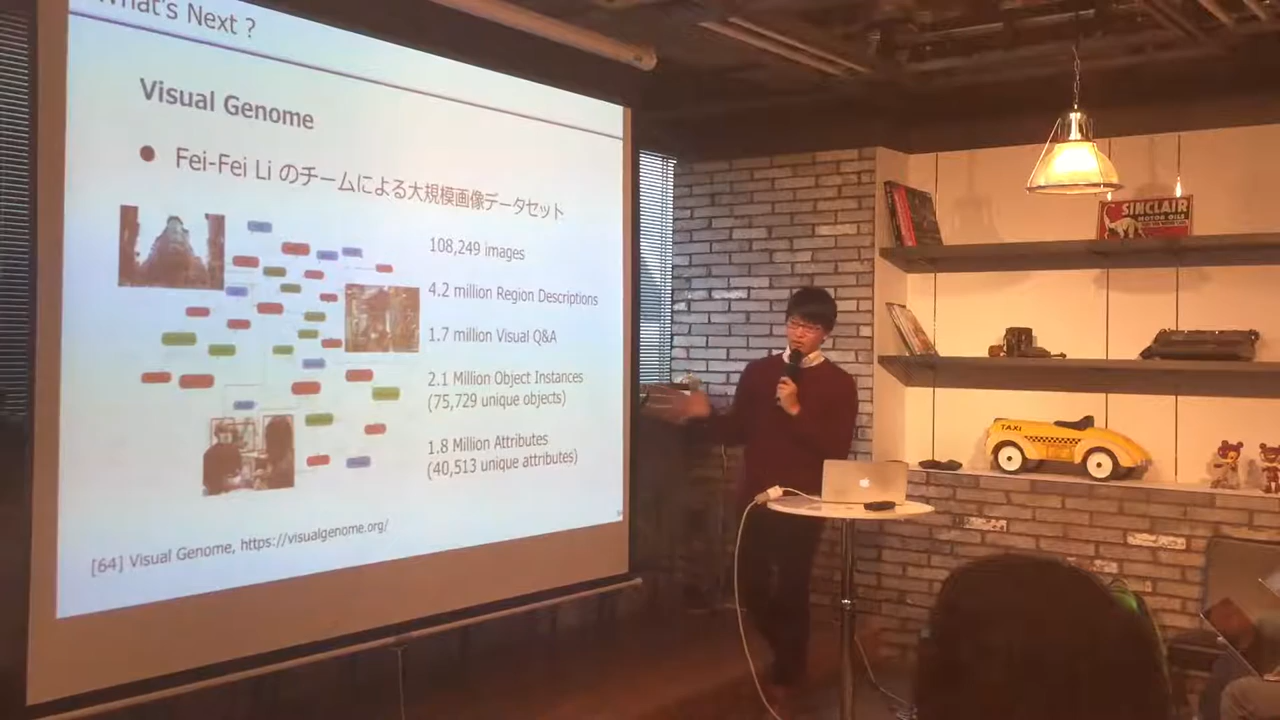 What's Next ?
Visual Genome
● Fei-Fei Li のチームによる大規模画像データセット
108,249 images
4.2 million Region Descriptions
1.7 million Visual Q&A
2.1 Million Object Instances
(75,729 unique objects)
1.8 Million Attributes
(40,513 unique attributes)
[64] Visual Genome, https://visualgenome.org/
SINCLAIR
MOTOR OILS
TAXI